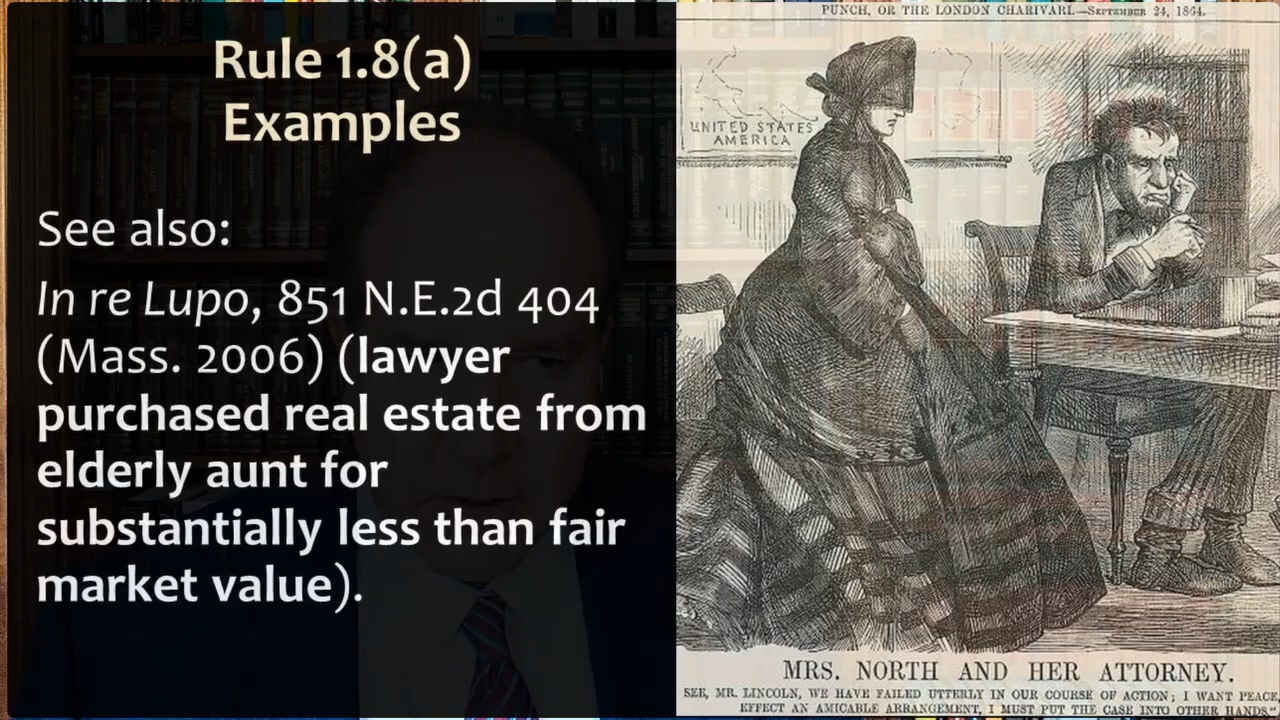 Rule 1.8(a)
Examples
See also:
In re Lupo, 851 N.E.2d 404
(Mass. 2006) (lawyer
purchased real estate from
elderly aunt for
substantially less than fair
market value).
PUNCH, OR THE LONDON CHARIVARI.—SEPTEMBER 24, 1864.
UNITED STATES
AMERICA
MRS. NORTH AND HER ATTORNEY.
SEE, MR. LINCOLN, WE HAVE FAILED UTTERLY IN OUR COURSE OF ACTION; I WANT PEACE,
EFFECT AN AMICABLE ARRANGEMENT, I MUST PUT THE CASE INTO OTHER HANDS."